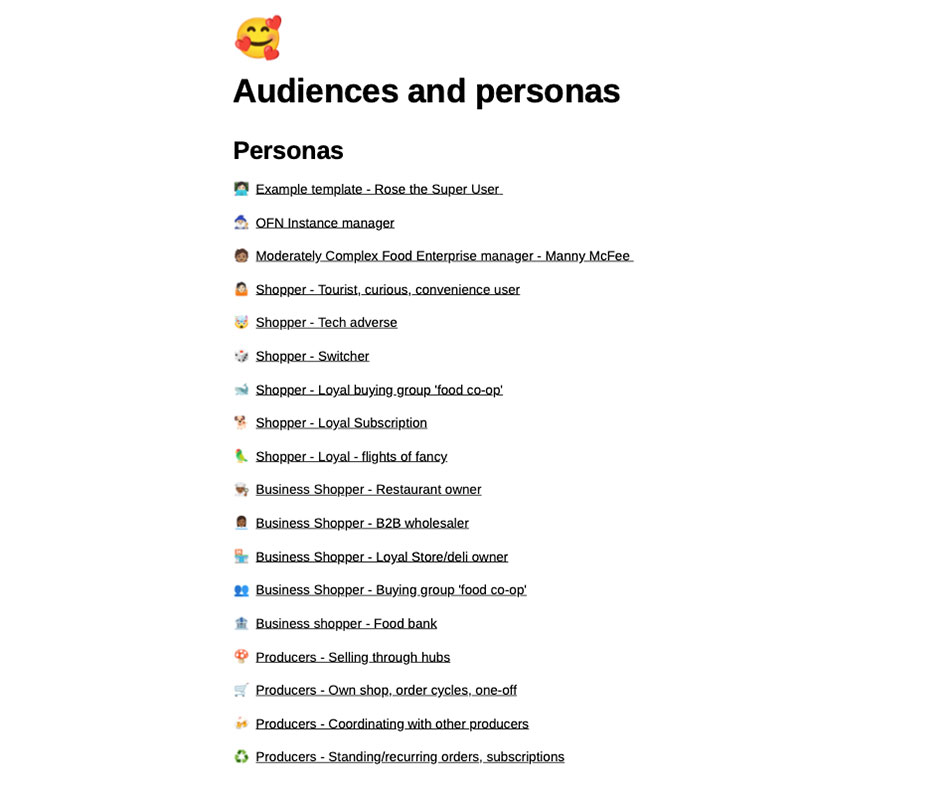 Audiences and personas
Personas
Example template - Rose the Super User
OFN Instance manager
Moderately Complex Food Enterprise manager - Manny McFee
Shopper - Tourist, curious, convenience user
Shopper - Tech adverse
Shopper - Switcher
Shopper - Loyal buying group 'food co-op'
Shopper - Loyal Subscription
Shopper - Loyal - flights of fancy
Business Shopper - Restaurant owner
Business Shopper - B2B wholesaler
Business Shopper - Loyal Store/deli owner
Business Shopper - Buying group 'food co-op'
Business shopper - Food bank
Producers - Selling through hubs
Producers - Own shop, order cycles, one-off
Producers - Coordinating with other producers
Producers - Standing/recurring orders, subscriptions